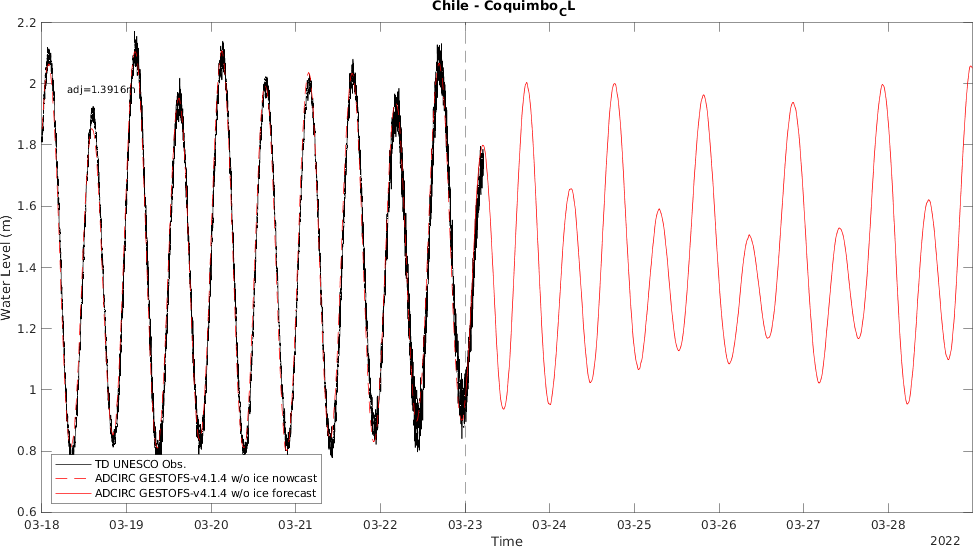 Chile - Coquimbo_CL
2.2
2
1.8
1.6
1.4
1.2
1
0.8
0.6
Water Level (m)
adj=1.3916m
TD UNESCO Obs.
ADCIRC GESTOFS-v4.1.4 w/o ice nowcast
ADCIRC GESTOFS-v4.1.4 w/o ice forecast
03-18 03-19 03-20 03-21 03-22 03-23 03-24 03-25 03-26 03-27 03-28
Time
2022